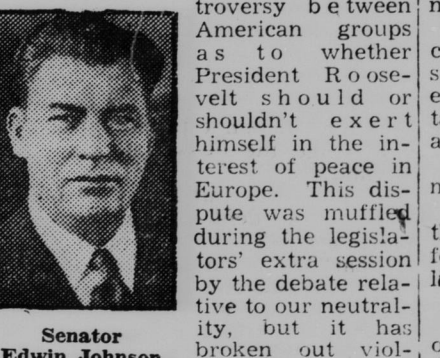 troversy between
American groups
as to whether
President Roose-
velt should or
shouldn't exert
himself in the in-
terest of peace in
Europe. This dis-
pute was muffled
during the legisla-
tors' extra session
by the debate rela-
tive to our neutral-
ity, but it has
broken out viol-
Senator
Edwin Johnson